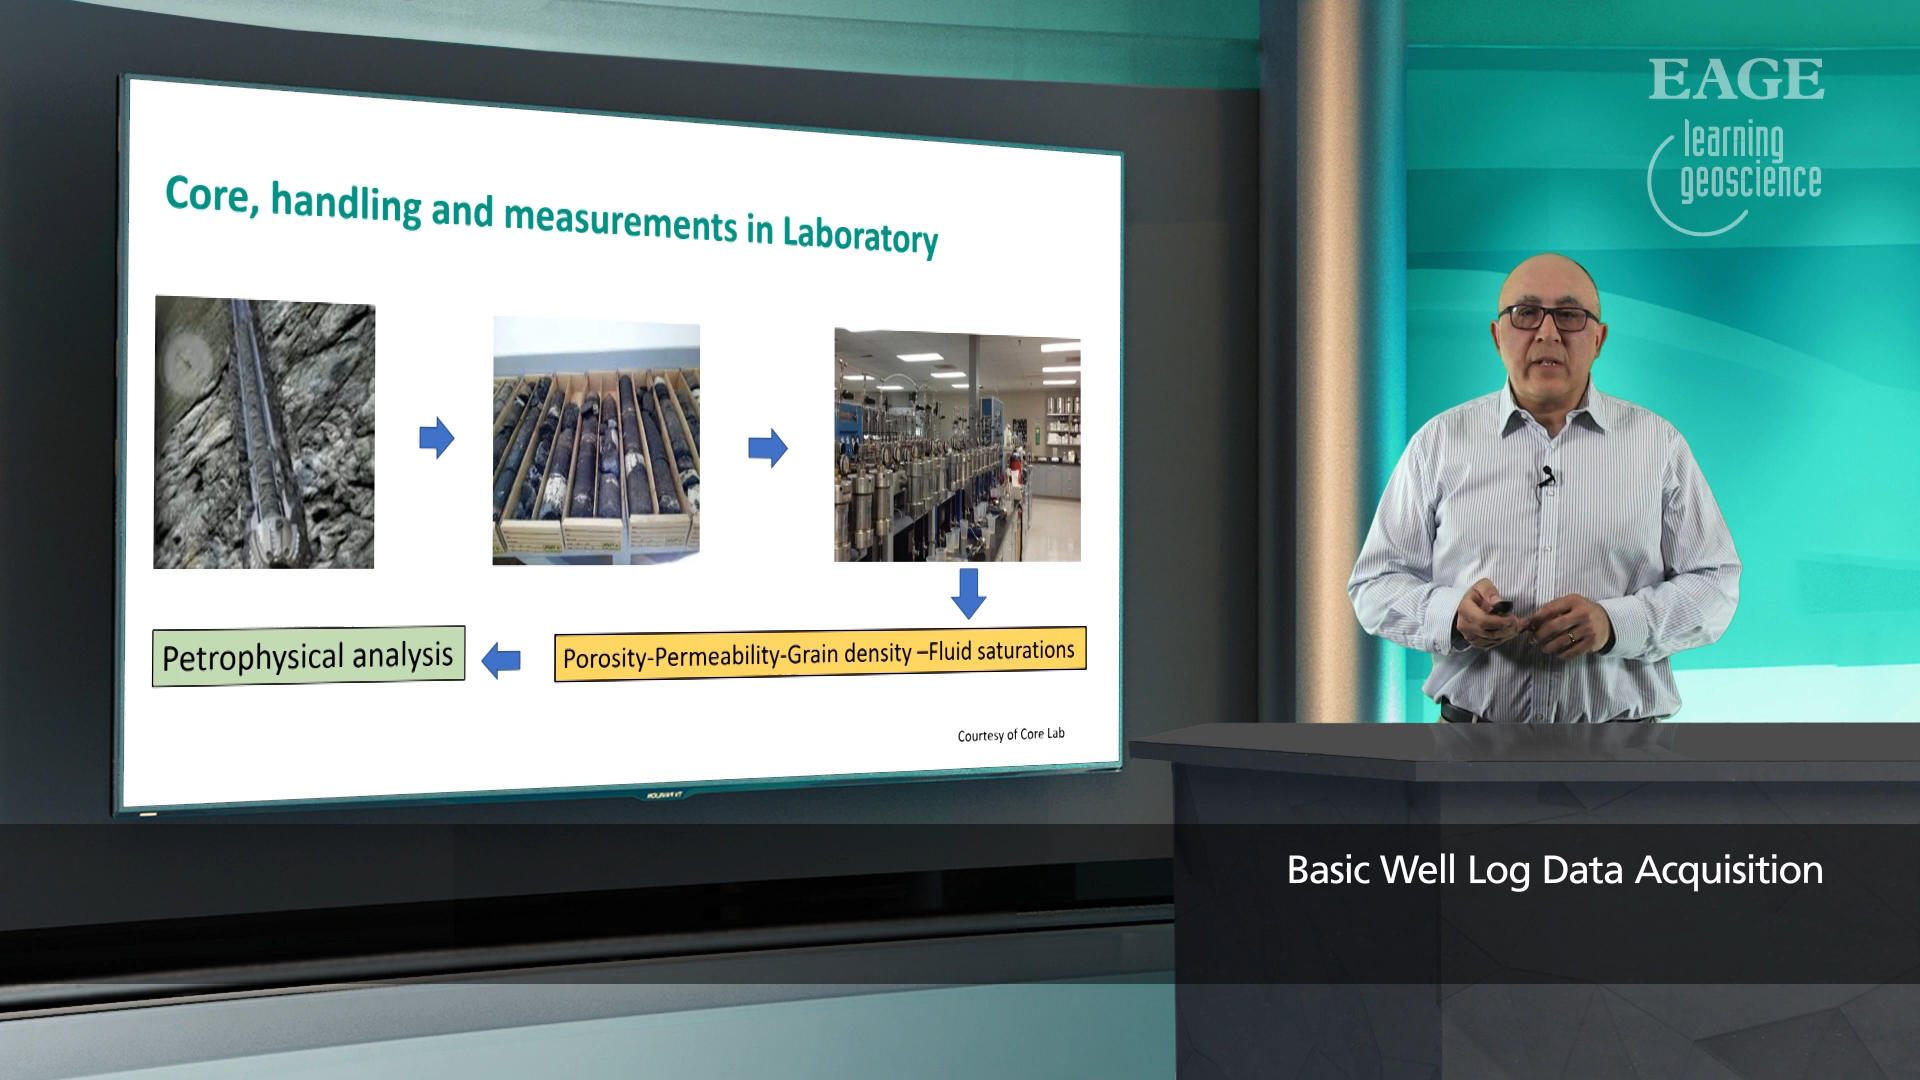 EAGE
learning
geoscience
Core, handling and measurements in Laboratory
Petrophysical analysis
Porosity-Permeability-Grain density –Fluid saturations
Courtesy of Core Lab
Basic Well Log Data Acquisition